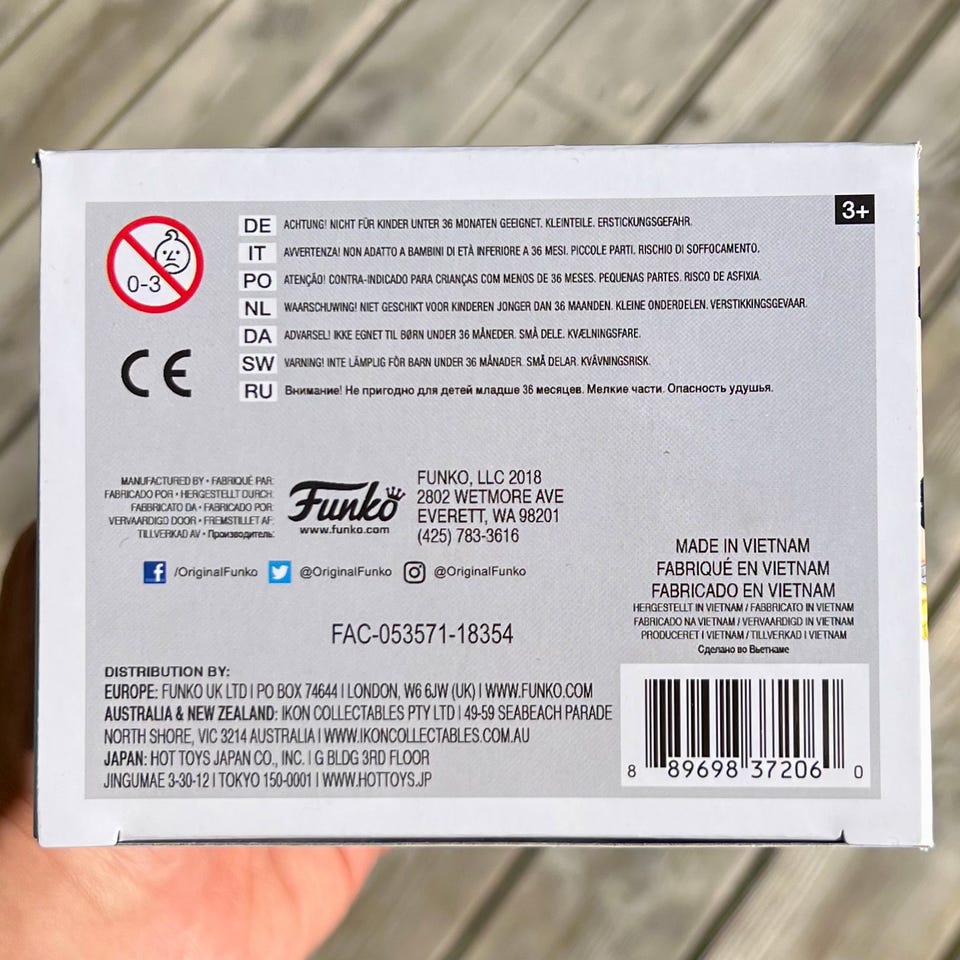 3+
0-3
DE ACHTUNG! NICHT FÜR KINDER UNTER 36 MONATEN GEEIGNET. KLEINTEILE. ERSTICKUNGSGEFAHR.
IT AVVERTENZA! NON ADATTO A BAMBINI DI ETÀ INFERIORE A 36 MESI. PICCOLE PARTI. RISCHIO DI SOFFOCAMENTO.
PO ATENÇÃO! CONTRA-INDICADO PARA CRIANÇAS COM MENOS DE 36 MESES. PEQUENAS PARTES. RISCO DE ASFIXIA.
NL WAARSCHUWING! NIET GESCHIKT VOOR KINDEREN JONGER DAN 36 MAANDEN. KLEINE ONDERDELEN. VERSTIKKINGSGEVAAR.
DA ADVARSEL! IKKE EGNET TIL BØRN UNDER 36 MÅNEDER. SMÅ DELE. KVÆLNINGSFARE.
SW VARNING! INTE LÄMPLIG FÖR BARN UNDER 36 MÅNADER. SMÅ DELAR. KVÄVNINGSRISK.
RU Внимание! Не пригодно для детей младше 36 месяцев. Мелкие части. Опасность удушья.
CE
MANUFACTURED BY • FABRIQUÉ PAR:
FABRICADO POR • HERGESTELLT DURCH:
FABBRICATO DA • FABRICADO POR:
VERVAARDIGD DOOR • FREMSTILLET AF:
TILLVERKAD AV • Производитель:
Funko
www.funko.com
FUNKO, LLC 2018
2802 WETMORE AVE
EVERETT, WA 98201
(425) 783-3616
/OriginalFunko @OriginalFunko @OriginalFunko
MADE IN VIETNAM
FABRIQUÉ EN VIETNAM
FABRICADO EN VIETNAM
HERGESTELLT IN VIETNAM / FABBRICATO IN VIETNAM
FABRICADO NA VIETNAM / VERVAARDIGD IN VIETNAM
PRODUCERET I VIETNAM / TILLVERKAD I VIETNAM
Сделано во Вьетнаме
FAC-053571-18354
DISTRIBUTION BY:
EUROPE: FUNKO UK LTD | PO BOX 74644 | LONDON, W6 6JW (UK) | WWW.FUNKO.COM
AUSTRALIA & NEW ZEALAND: IKON COLLECTABLES PTY LTD | 49-59 SEABEACH PARADE
NORTH SHORE, VIC 3214 AUSTRALIA | WWW.IKONCOLLECTABLES.COM.AU
JAPAN: HOT TOYS JAPAN CO., INC. | G BLDG 3RD FLOOR
JINGUMAE 3-30-12 | TOKYO 150-0001 | WWW.HOTTOYS.JP
8 89698 37206 0